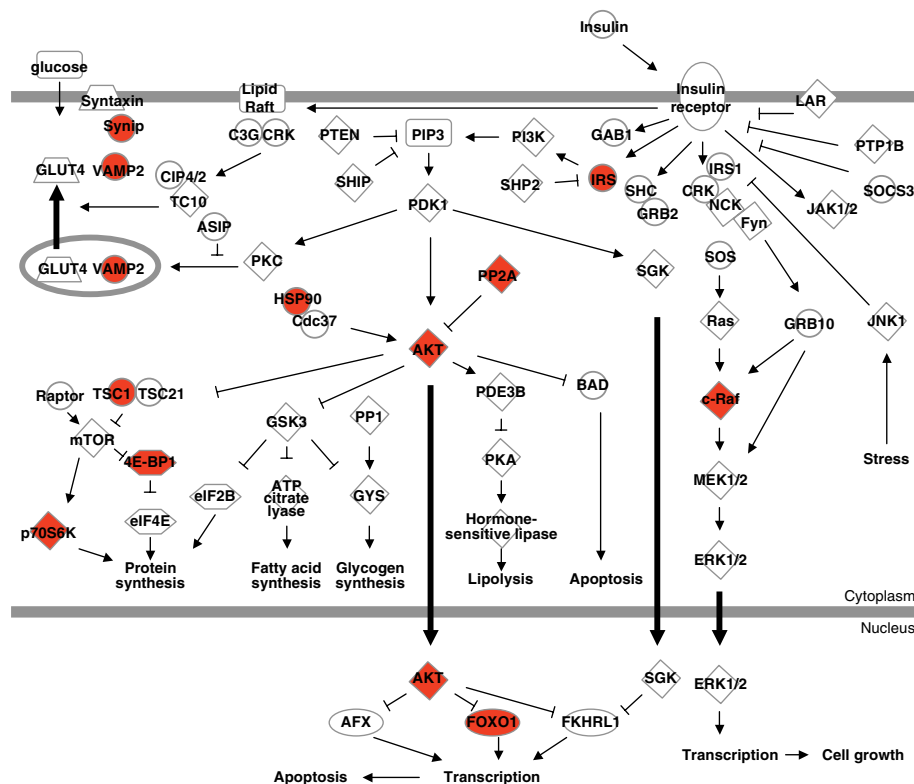 Insulin
glucose
Lipid
Raft
Insulin
receptor
Syntaxin
LAR
Synip
C3G
CRK
PTEN
PIP3
PI3K
GAB1
PTP1B
GLUT4
VAMP2
CIP4/2
TC10
SHIP
SHP2
IRS
IRS1
SHC
CRK
GRB2
NCK
Fyn
JAK1/2
SOCS3
PDK1
ASIP
GLUT4
VAMP2
PKC
SGK
SOS
PP2A
HSP90
Cdc37
Ras
GRB10
JNK1
AKT
Raptor
TSC1
TSC21
PDE3B
BAD
c-Raf
GSK3
PP1
mTOR
4E-BP1
PKA
Stress
MEK1/2
eIF2B
ATP
citrate
lyase
GYS
p70S6K
eIF4E
Hormone-
sensitive lipase
ERK1/2
Protein
synthesis
Fatty acid
synthesis
Glycogen
synthesis
Lipolysis
Apoptosis
Cytoplasm
Nucleus
AKT
SGK
ERK1/2
AFX
FOXO1
FKHRL1
Transcription
Cell growth
Apoptosis
Transcription